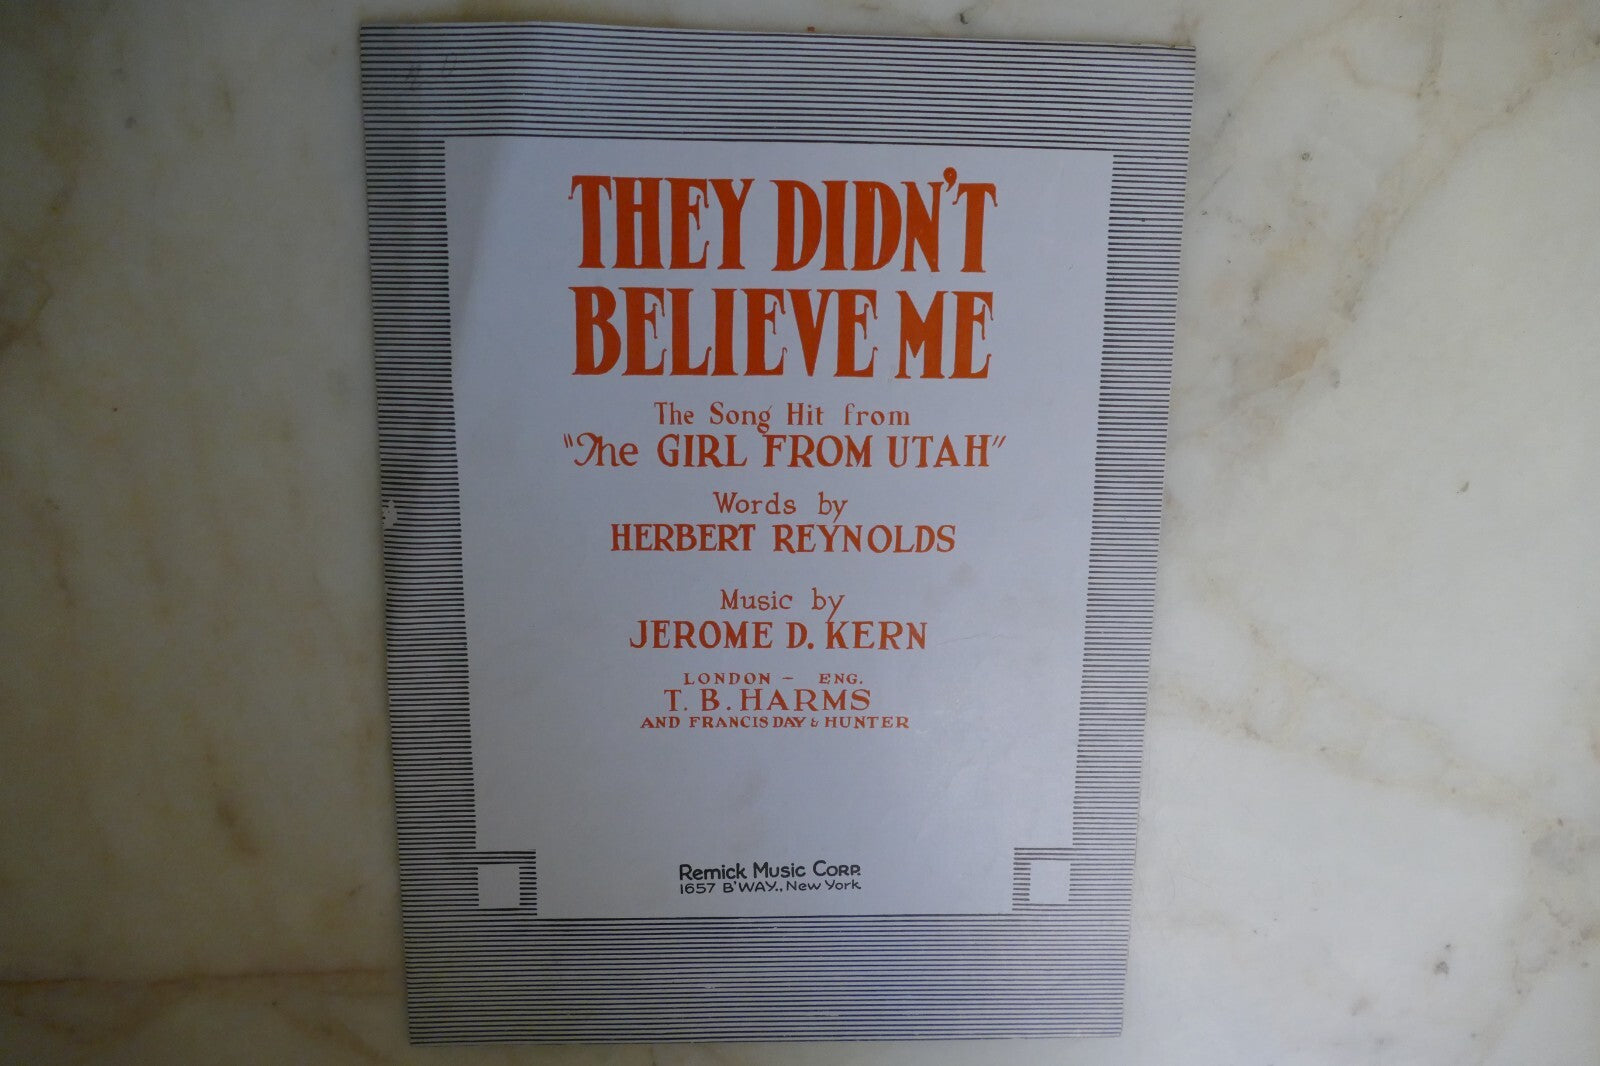 THEY DIDN'T
BELIEVE ME
The Song Hit from
"The GIRL FROM UTAH"
Words by
HERBERT REYNOLDS
Music by
JEROME D. KERN
LONDON - ENG.
T. B. HARMS
AND FRANCIS DAY & HUNTER
Remick Music Corp.
1657 B'WAY., New York